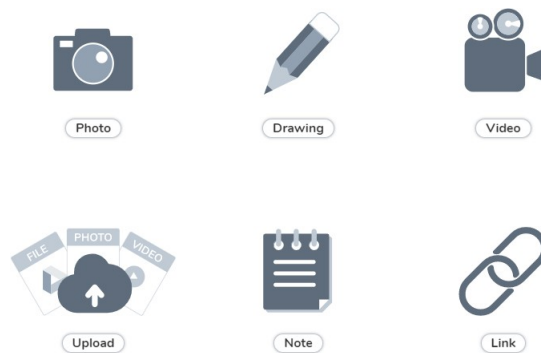 Photo
Drawing
Video
FILE
PHOTO
VIDEO
Upload
Note
Link